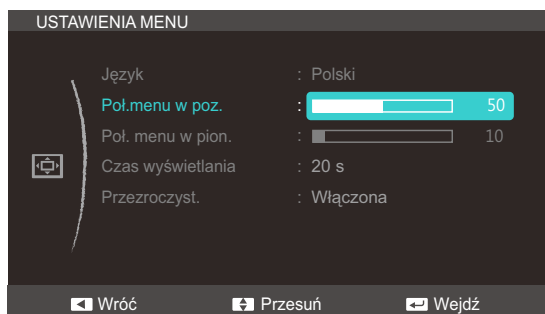 USTAWIENIA MENU
Język : Polski
Poł.menu w poz. : 50
Poł. menu w pion. : 10
Czas wyświetlania : 20 s
Przezroczyst. : Włączona
Wróć Przesuń Wejdź